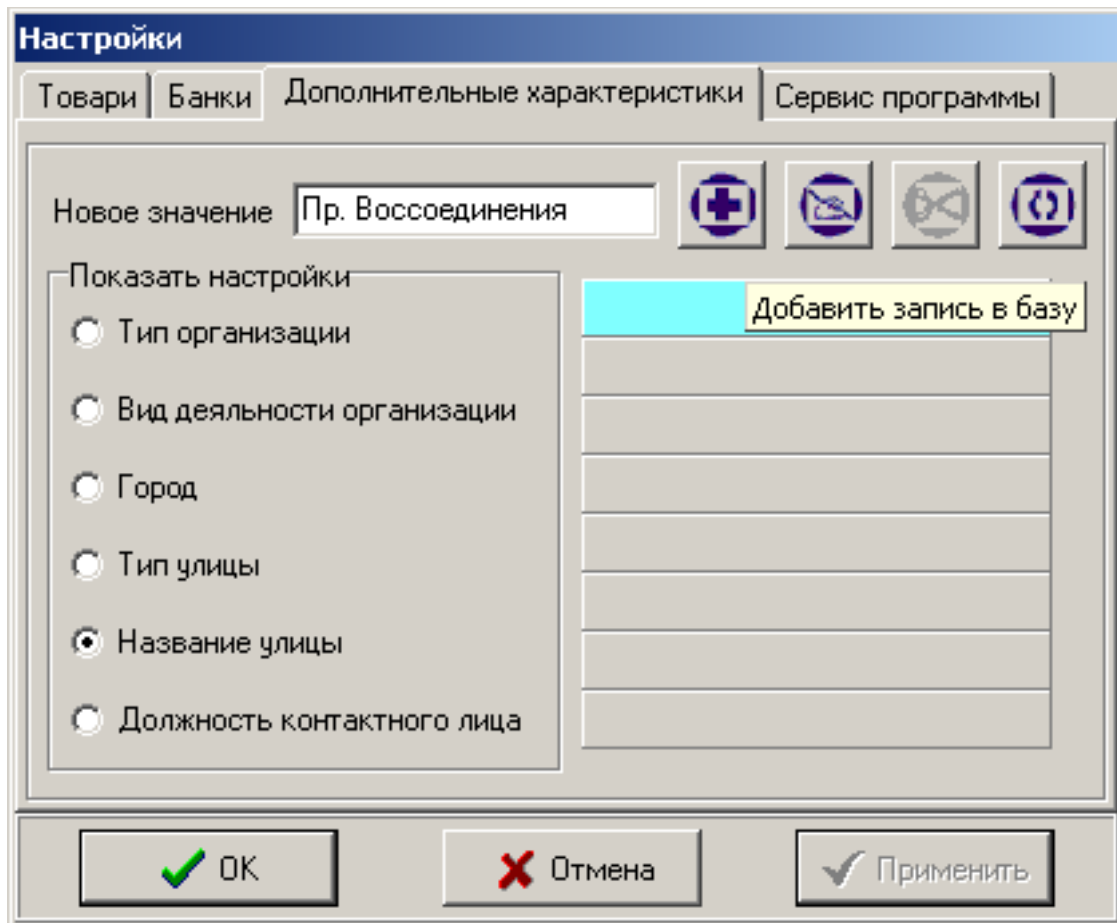 Настройки
Товари Банки Дополнительные характеристики Сервис программы
Новое значение Пр. Воссоединения
Показать настройки
Добавить запись в базу
Тип организации
Вид деяльности организации
Город
Тип улицы
Название улицы
Должность контактного лица
OK Отмена Применить